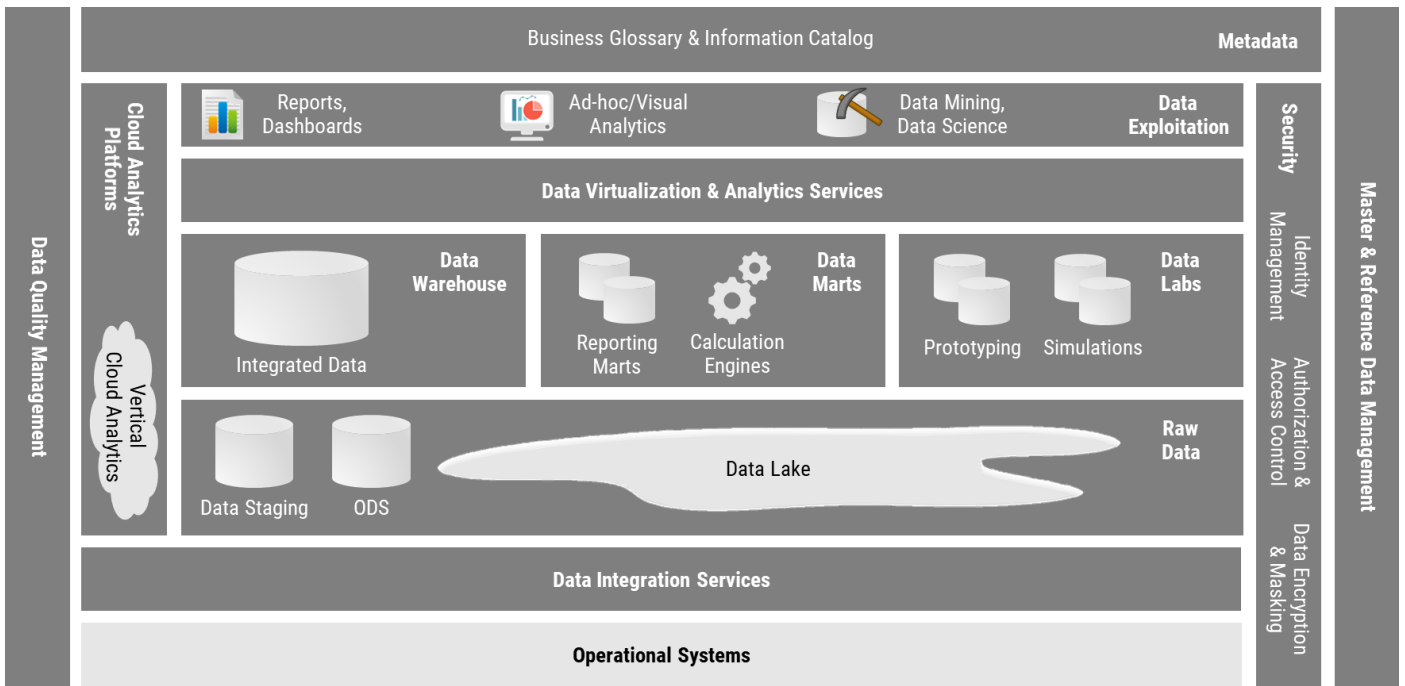 Business Glossary & Information Catalog
Metadata
Data Quality Management
Cloud Analytics
Platforms
Vertical
Cloud Analytics
Reports,
Dashboards
Ad-hoc/Visual
Analytics
Data Mining,
Data Science
Data
Exploitation
Data Virtualization & Analytics Services
Data
Warehouse
Integrated Data
Data
Marts
Reporting
Marts
Calculation
Engines
Data
Labs
Prototyping
Simulations
Raw
Data
Data Staging
ODS
Data Lake
Data Integration Services
Operational Systems
Security
Identity
Management
Authorization &
Access Control
Data Encryption
& Masking
Master & Reference Data Management